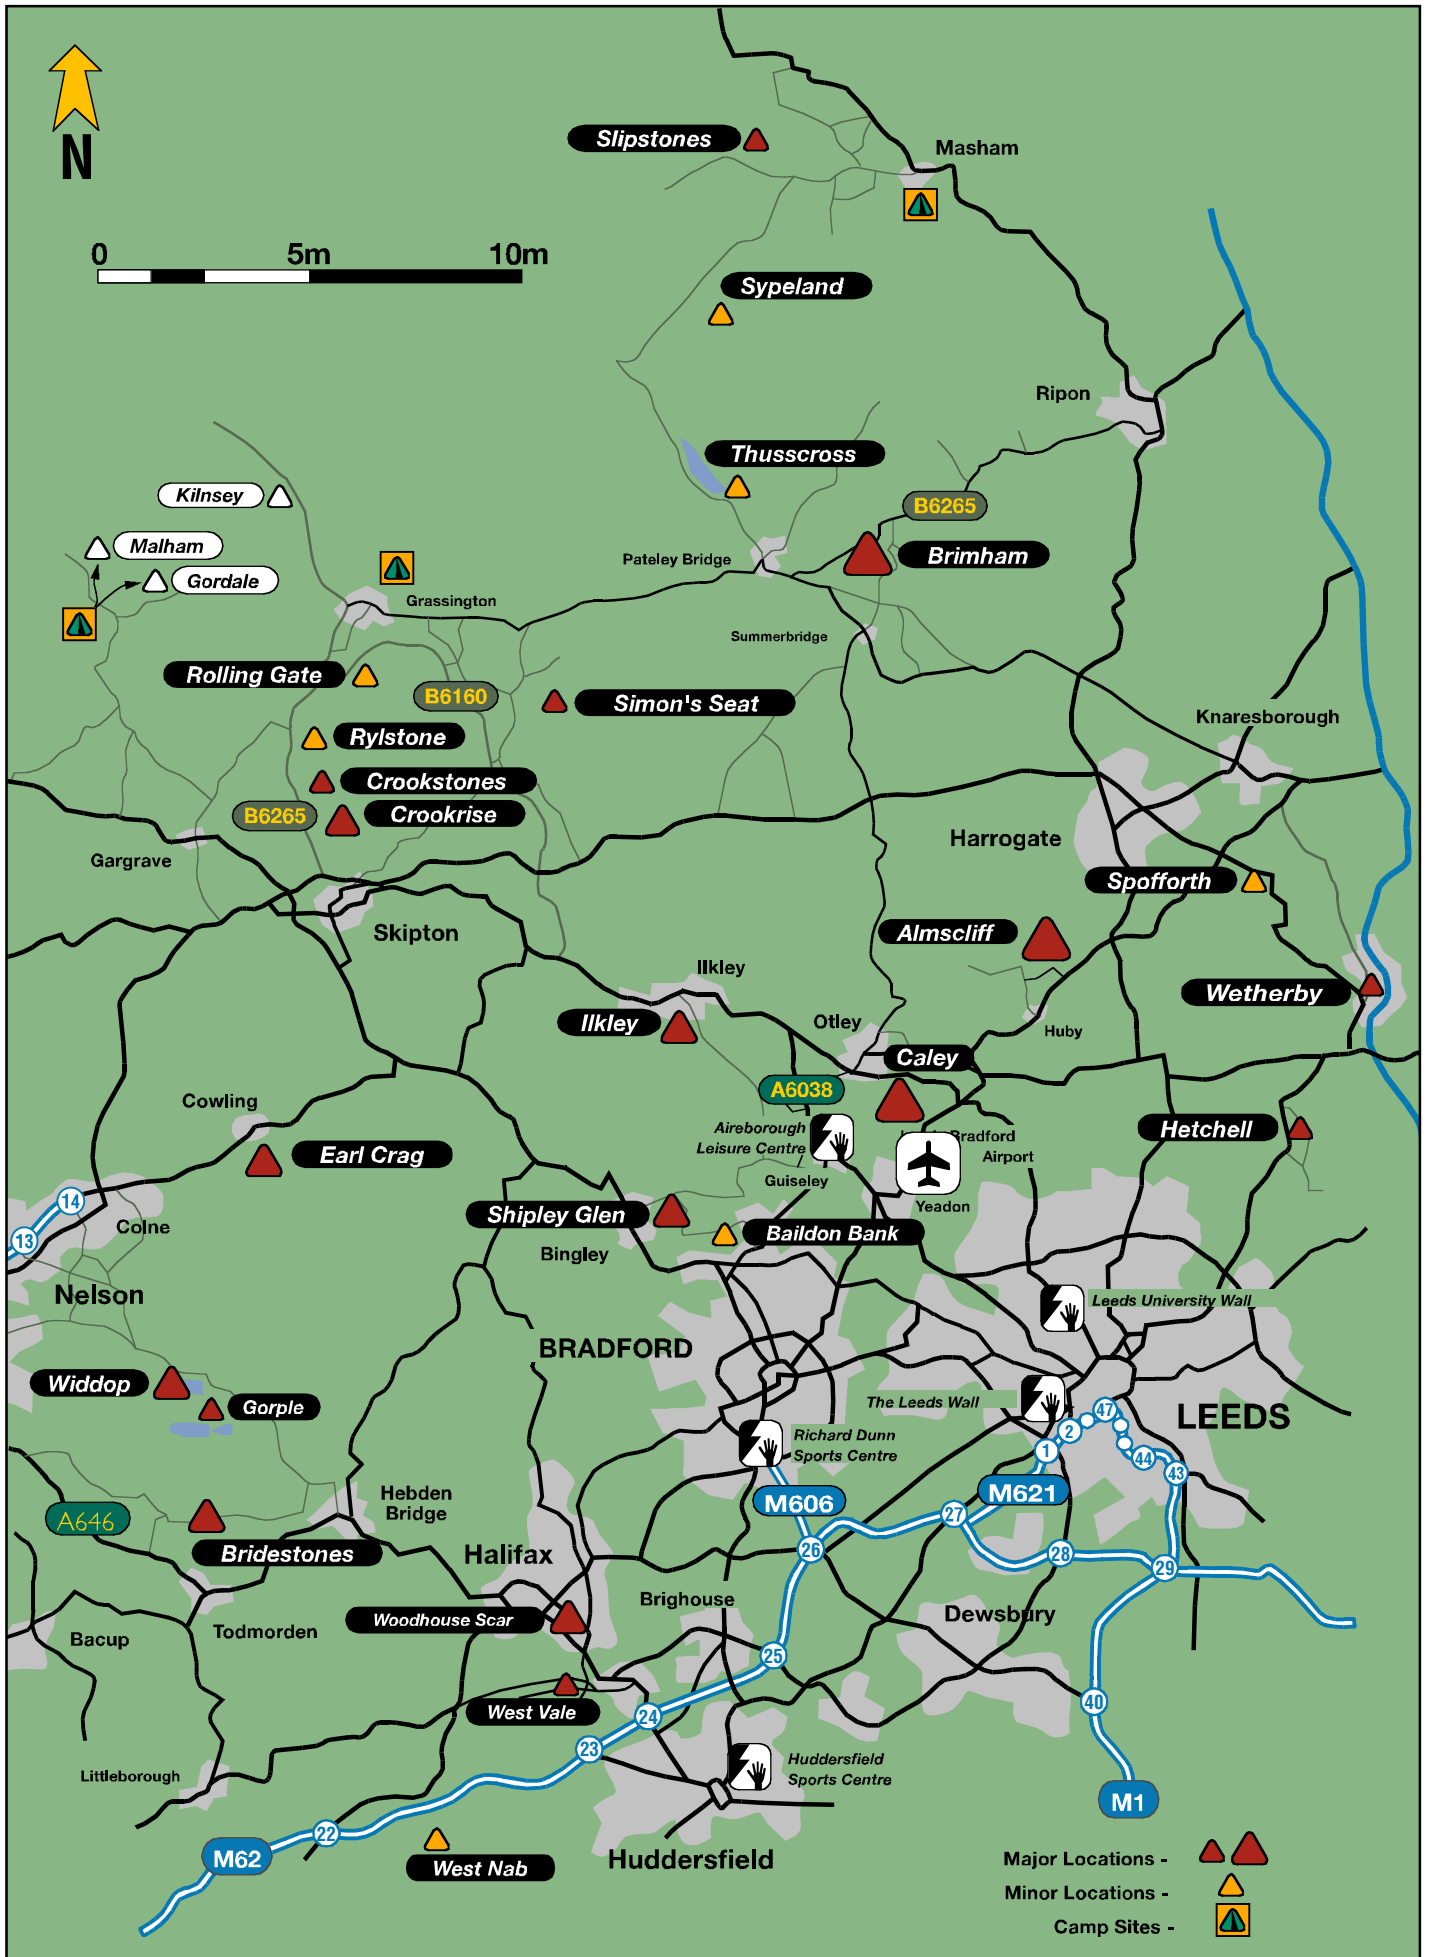 Slipstones
Masham
N
0 5m 10m
Sypeland
Ripon
Thusscross
Kilnsey
B6265
Malham
Pateley Bridge
Brimham
Gordale
Grassington
Summerbridge
Rolling Gate
B6160
Simon's Seat
Knaresborough
Rylstone
Crookstones
B6265
Crookrise
Harrogate
Gargrave
Spofforth
Skipton
Almscliff
Ilkley
Wetherby
Ilkley
Otley
Huby
Caley
A6038
Cowling
Aireborough
Leisure Centre
Bradford
Airport
Hetchell
Earl Crag
Guiseley
14
Yeadon
Colne
Shipley Glen
Baildon Bank
13
Bingley
Nelson
Leeds University Wall
BRADFORD
Widdop
Gorple
The Leeds Wall
47
LEEDS
2
Richard Dunn
Sports Centre
1
44
43
M621
M606
Hebden
Bridge
A646
27
26
28
29
Bridestones
Halifax
Brighouse
Dewsbury
Woodhouse Scar
Todmorden
Bacup
25
West Vale
24
40
23
Huddersfield
Sports Centre
Littleborough
M1
22
M62
West Nab
Huddersfield
Major Locations -
Minor Locations -
Camp Sites -